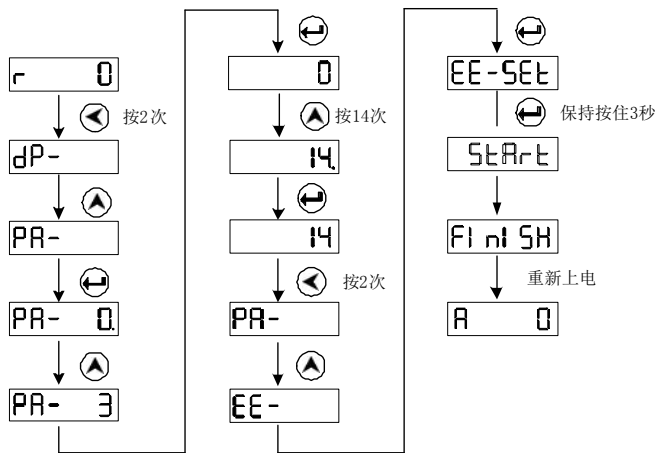 r 0
按2次
dP-
PA-
PA- 0.
PA- 3
0
按14次
14.
14
按2次
PA-
EE-
EE-SEt
保持按住3秒
StArt
FInISH
重新上电
A 0